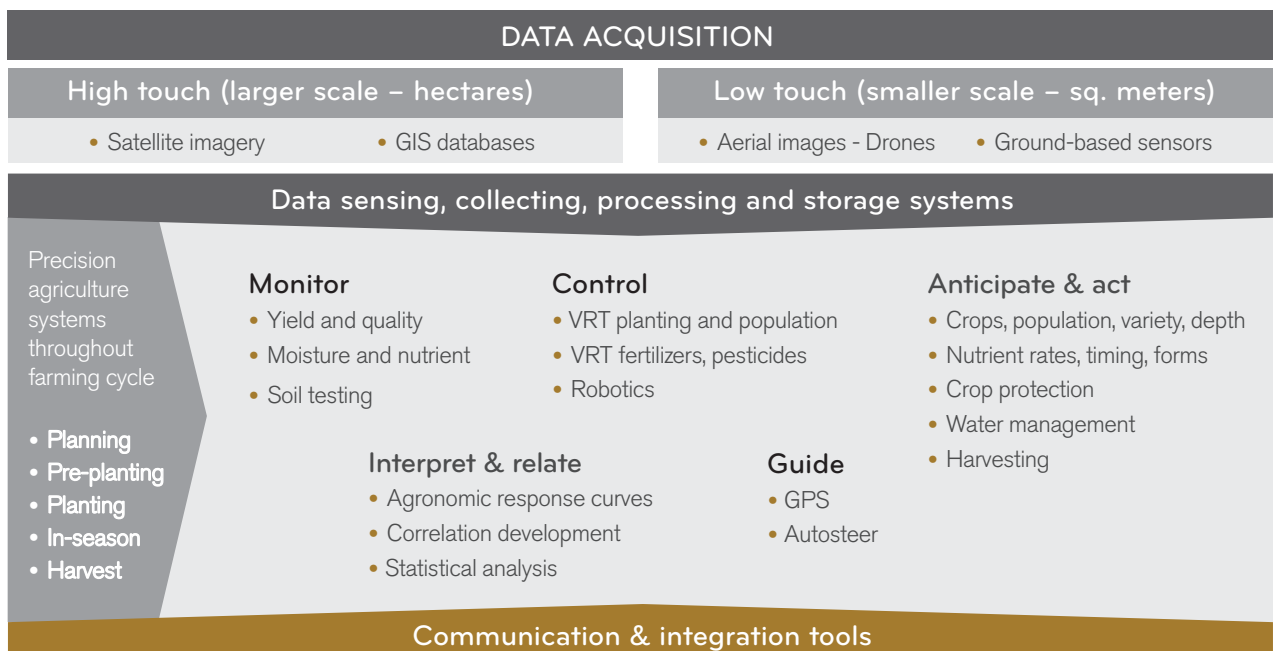 DATA ACQUISITION
High touch (larger scale – hectares)
• Satellite imagery
• GIS databases
Low touch (smaller scale – sq. meters)
• Aerial images - Drones
• Ground-based sensors
Data sensing, collecting, processing and storage systems
Precision
agriculture
systems
throughout
farming cycle
• Planning
• Pre-planting
• Planting
• In-season
• Harvest
Monitor
• Yield and quality
• Moisture and nutrient
• Soil testing
Control
• VRT planting and population
• VRT fertilizers, pesticides
• Robotics
Anticipate & act
• Crops, population, variety, depth
• Nutrient rates, timing, forms
• Crop protection
• Water management
• Harvesting
Interpret & relate
• Agronomic response curves
• Correlation development
• Statistical analysis
Guide
• GPS
• Autosteer
Communication & integration tools